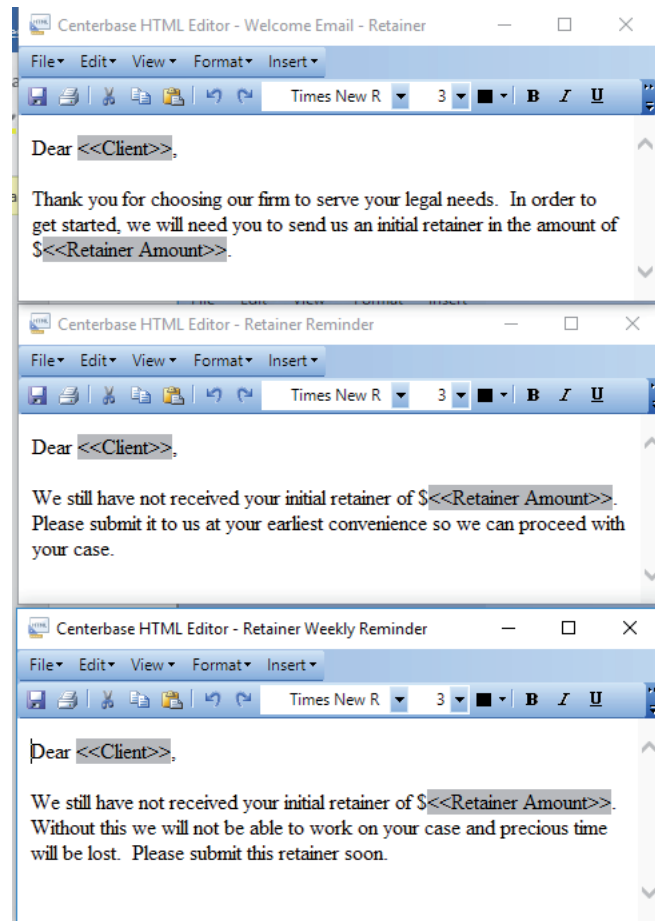 Centerbase HTML Editor - Welcome Email - Retainer
File Edit View Format Insert
Times New R 3 B I U
Dear <<Client>>,
Thank you for choosing our firm to serve your legal needs.  In order to
get started, we will need you to send us an initial retainer in the amount of
$<<Retainer Amount>>.
File Edit View Format Insert
Centerbase HTML Editor - Retainer Reminder
File Edit View Format Insert
Times New R 3 B I U
Dear <<Client>>,
We still have not received your initial retainer of $<<Retainer Amount>>.
Please submit it to us at your earliest convenience so we can proceed with
your case.
Centerbase HTML Editor - Retainer Weekly Reminder
File Edit View Format Insert
Times New R 3 B I U
Dear <<Client>>,
We still have not received your initial retainer of $<<Retainer Amount>>.
Without this we will not be able to work on your case and precious time
will be lost.  Please submit this retainer soon.